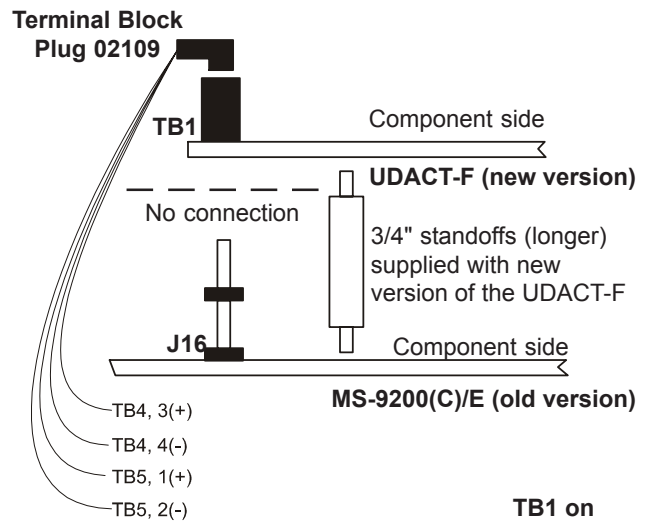 Terminal Block
Plug 02109
TB1
Component side
UDACT-F (new version)
No connection
3/4" standoffs (longer)
supplied with new
version of the UDACT-F
J16
Component side
MS-9200(C)/E (old version)
TB4, 3(+)
TB4, 4(-)
TB5, 1(+)
TB5, 2(-)
TB1 on